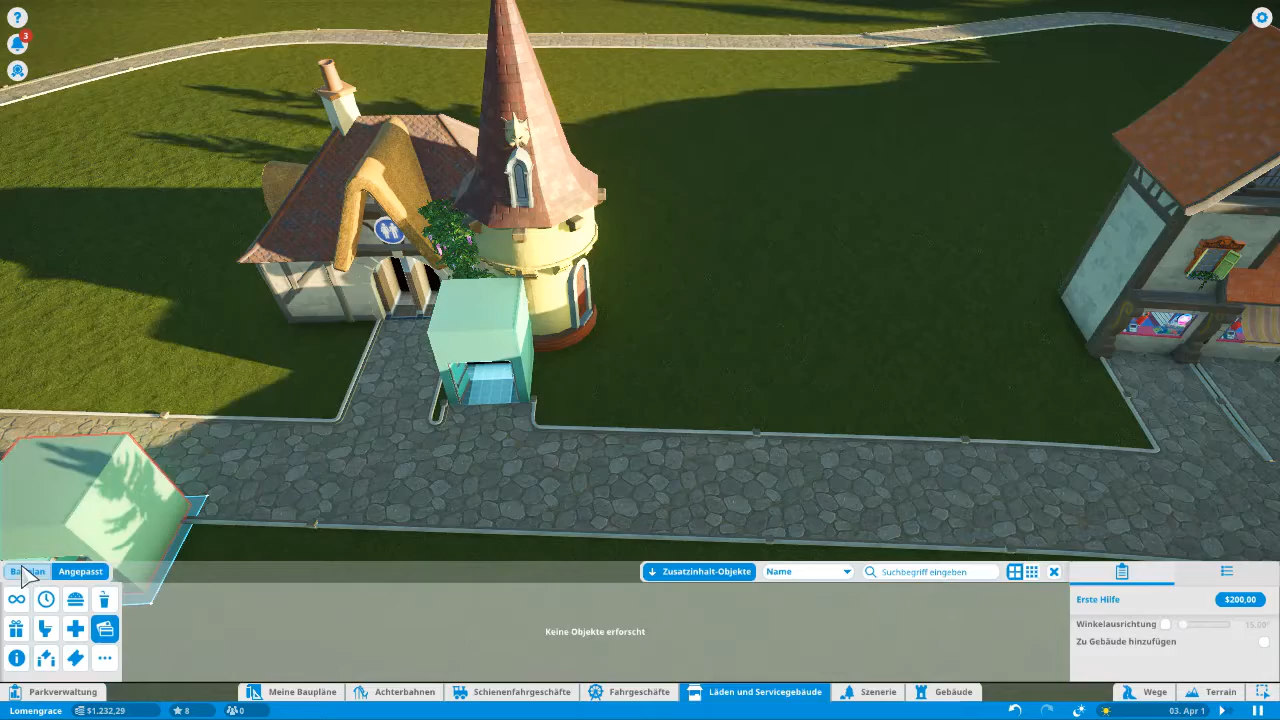 ?
3
Bauplan
Angepasst
Zusatzinhalt-Objekte
Name
Suchbegriff eingeben
Keine Objekte erforscht
Erste Hilfe
$200,00
Winkelausrichtung
15,00°
Zu Gebäude hinzufügen
Parkverwaltung
Meine Baupläne
Achterbahnen
Schienenfahrgeschäfte
Fahrgeschäfte
Läden und Servicegebäude
Szenerie
Gebäude
Wege
Terrain
Lomengrace
$1.232,29
8
0
03. Apr 1